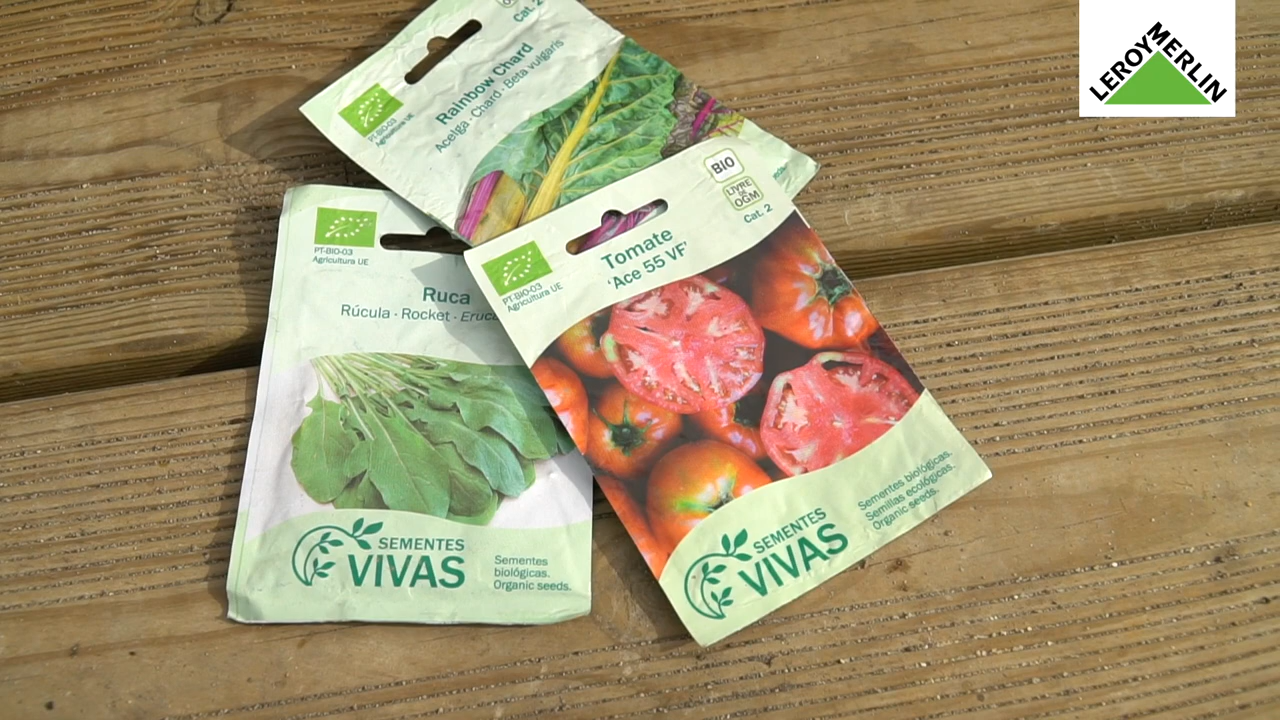 LEROY MERLIN
Cat. 2
Rainbow Chard
Acelga · Chard · Beta vulgaris
PT-BIO-03
Agricultura UE
BIO
LIVRE
DE
OGM
Cat. 2
Tomate
'Ace 55 VF'
PT-BIO-03
Agricultura UE
Sementes biológicas.
Semillas ecológicas.
Organic seeds.
SEMENTES
VIVAS
PT-BIO-03
Agricultura UE
Ruca
Rúcula · Rocket · Eruca
SEMENTES
VIVAS
Sementes
biológicas.
Organic seeds.